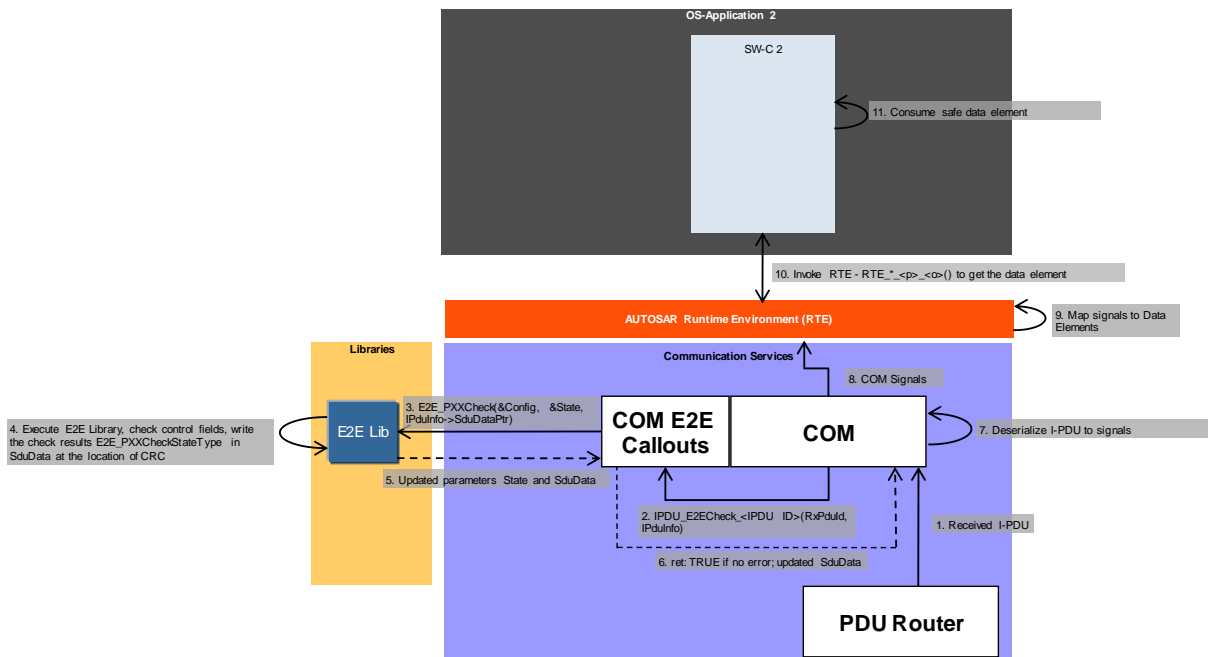 OS-Application 2
SW-C 2
11. Consume safe data element
10. Invoke RTE - RTE_*_<p>_<o>() to get the data element
AUTOSAR Runtime Environment (RTE)
9. Map signals to Data
Elements
Libraries
Communication Services
8. COM Signals
3. E2E_PXXCheck(&Config, &State,
IPduInfo->SduDataPtr)
4. Execute E2E Library, check control fields, write
the check results E2E_PXXCheckStateType in
SduData at the location of CRC
E2E Lib
COM E2E
Callouts
COM
7. Deserialize I-PDU to signals
5. Updated parameters State and SduData
2. IPDU_E2ECheck_<IPDU ID>(RxPduId,
IPduInfo)
1. Received I-PDU
6. ret: TRUE if no error; updated SduData
PDU Router